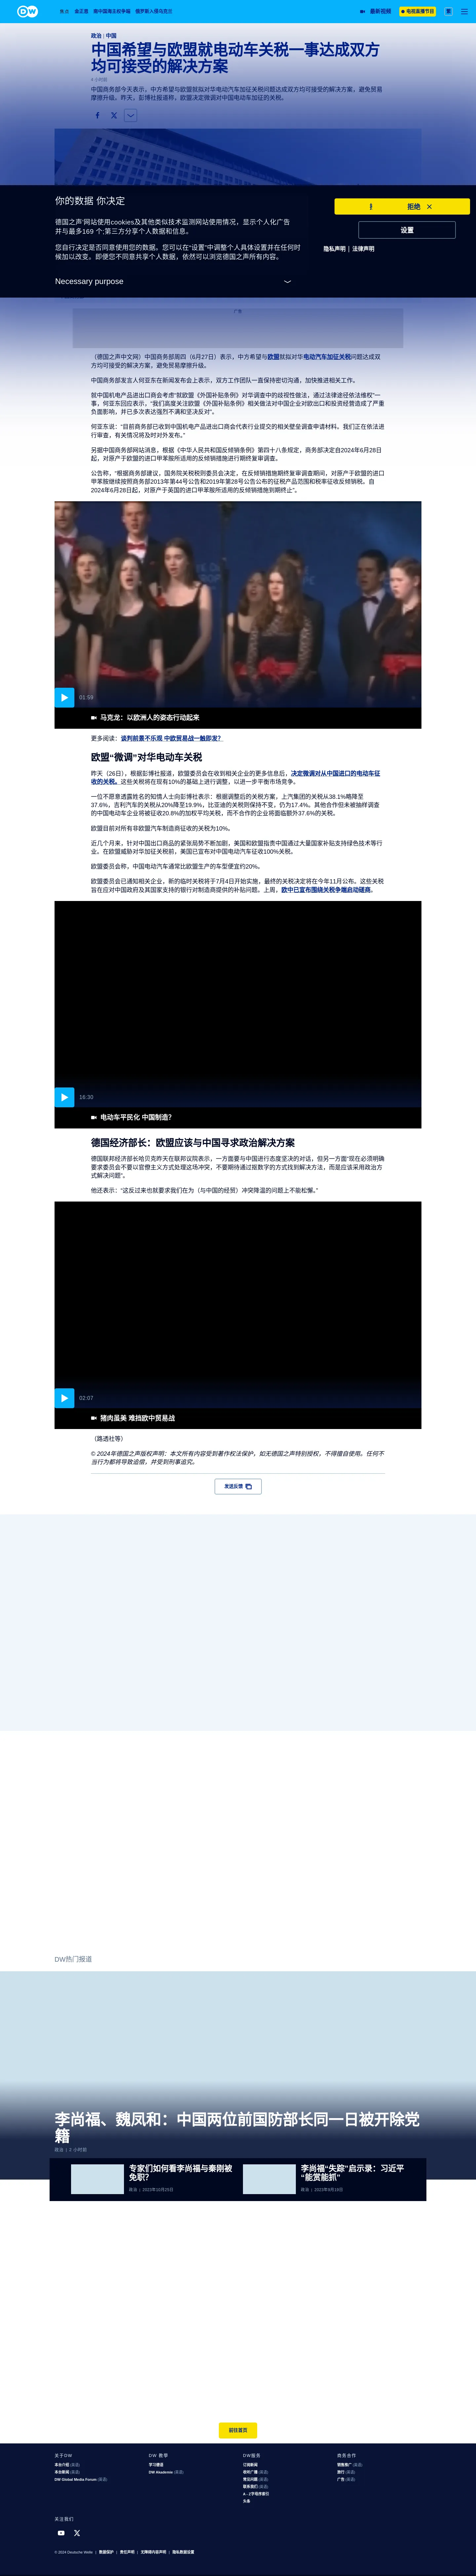 DW
焦点
金正恩
港中国海主权争端
俄罗斯入侵乌克兰
最新视频
电视直播节目
简
政治 | 中国
中国希望与欧盟就电动车关税一事达成双方
均可接受的解决方案
4 小时前
中国商务部今天表示，中方希望与欧盟就拟对华电动汽车加征关税问题达成双方均可接受的解决方案，避免贸易
摩擦升级。昨天，彭博社报道称，欧盟决定微调对中国电动车加征的关税。
你的数据 你决定
德国之声‘网站使用cookies及其他类似技术监测网站使用情况，显示个人化广告
并与最多169 个;第三方分享个人数据和信息。
您自行决定是否同意使用您的数据。您可以在“设置”中调整个人具体设置并在任何时
候加以改变。即便您不同意共享个人数据，依然可以浏览德国之声所有内容。
Necessary purpose
拒绝
设置
隐私声明 | 法律声明
广告
（德国之声中文网）中国商务部周四（6月27日）表示，中方希望与欧盟就拟对华电动汽车加征关税问题达成双
方均可接受的解决方案，避免贸易摩擦升级。
中国商务部发言人何亚东在新闻发布会上表示，双方工作团队一直保持密切沟通，加快推进相关工作。
就中国机电产品进出口商会考虑“就欧盟《外国补贴条例》对华调查中的歧视性做法，通过法律途径依法维权”一
事，何亚东回应表示，“我们高度关注欧盟《外国补贴条例》相关做法对中国企业对欧出口和投资经营造成了严重
负面影响，并已多次表达强烈不满和坚决反对”。
何亚东说：“目前商务部已收到中国机电产品进出口商会代表行业提交的相关壁垒调查申请材料。我们正在依法进
行审查，有关情况将及时对外发布。”
另据中国商务部网站消息，根据《中华人民共和国反倾销条例》第四十八条规定，商务部决定自2024年6月28日
起，对原产于欧盟的进口甲苯胺所适用的反倾销措施进行期终复审调查。
公告称，“根据商务部建议，国务院关税税则委员会决定，在反倾销措施期终复审调查期间，对原产于欧盟的进口
甲苯胺继续按照商务部2013年第44号公告和2019年第28号公告公布的征税产品范围和税率征收反倾销税。自
2024年6月28日起，对原产于英国的进口甲苯胺所适用的反倾销措施到期终止”。
01:59
马克龙：以欧洲人的姿态行动起来
更多阅读： 谈判前景不乐观 中欧贸易战一触即发？
欧盟“微调”对华电动车关税
昨天（26日），根据彭博社报道，欧盟委员会在收到相关企业的更多信息后，决定微调对从中国进口的电动车征
收的关税。这些关税将在现有10%的基础上进行调整，以进一步平衡市场竞争。
一位不愿意透露姓名的知情人士向彭博社表示：根据调整后的关税方案，上汽集团的关税从38.1%略降至
37.6%，吉利汽车的关税从20%降至19.9%，比亚迪的关税则保持不变，仍为17.4%。其他合作但未被抽样调查
的中国电动车企业将被征收20.8%的加权平均关税，而不合作的企业将面临额外37.6%的关税。
欧盟目前对所有非欧盟汽车制造商征收的关税为10%。
近几个月来，针对中国出口商品的紧张局势不断加剧，美国和欧盟指责中国通过大量国家补贴支持绿色技术等行
业。在欧盟威胁对华加征关税前，美国已宣布对中国电动汽车征收100%关税。
欧盟委员会称，中国电动汽车通常比欧盟生产的车型便宜约20%。
欧盟委员会已通知相关企业，新的临时关税将于7月4日开始实施，最终的关税决定将在今年11月公布。这些关税
旨在应对中国政府及其国家支持的银行对制造商提供的补贴问题。上周，欧中已宣布围绕关税争端启动磋商。
16:30
电动车平民化 中国制造？
德国经济部长：欧盟应该与中国寻求政治解决方案
德国联邦经济部长哈贝克昨天在联邦议院表示，一方面要与中国进行态度坚决的对话，但另一方面“现在必须明确
要求委员会不要以官僚主义方式处理这场冲突，不要期待通过抠数字的方式找到解决方法，而是应该采用政治方
式解决问题”。
他还表示：“这反过来也就要求我们在为（与中国的经贸）冲突降温的问题上不能松懈。”
02:07
猪肉虽美 难挡欧中贸易战
（路透社等）
© 2024年德国之声版权声明：本文所有内容受到著作权法保护，如无德国之声特别授权，不得擅自使用。任何不
当行为都将导致追偿，并受到刑事追究。
发送反馈
DW热门报道
李尚福、魏凤和：中国两位前国防部长同一日被开除党
籍
政治 | 2 小时前
专家们如何看李尚福与秦刚被
免职？
政治 | 2023年10月25日
李尚福“失踪”启示录：习近平
“能赏能抓”
政治 | 2023年9月19日
前往首页
关于DW
本台介绍 (英语)
本台新闻 (英语)
DW Global Media Forum (英语)
DW 教学
学习德语
DW Akademie (英语)
DW服务
订阅新闻
收听广播 (英语)
常见问题 (英语)
联系我们 (英语)
A - Z字母序索引
头条
商务合作
销售推广 (英语)
旅行 (英语)
广告 (英语)
关注我们
© 2024 Deutsche Welle | 数据保护 | 责任声明 | 无障碍内容声明 | 隐私数据设置